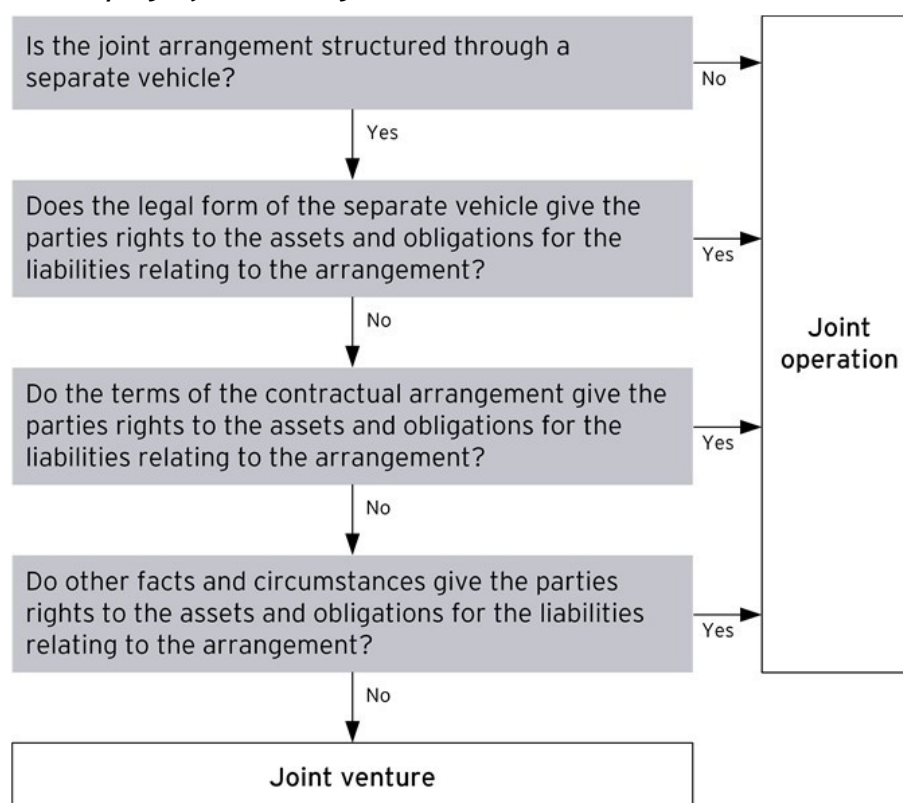 Is the joint arrangement structured through a
separate vehicle?
No
Yes
Does the legal form of the separate vehicle give the
parties rights to the assets and obligations for the
liabilities relating to the arrangement?
Yes
No
Joint
operation
Do the terms of the contractual arrangement give the
parties rights to the assets and obligations for the
liabilities relating to the arrangement?
Yes
No
Do other facts and circumstances give the parties
rights to the assets and obligations for the liabilities
relating to the arrangement?
Yes
No
Joint venture